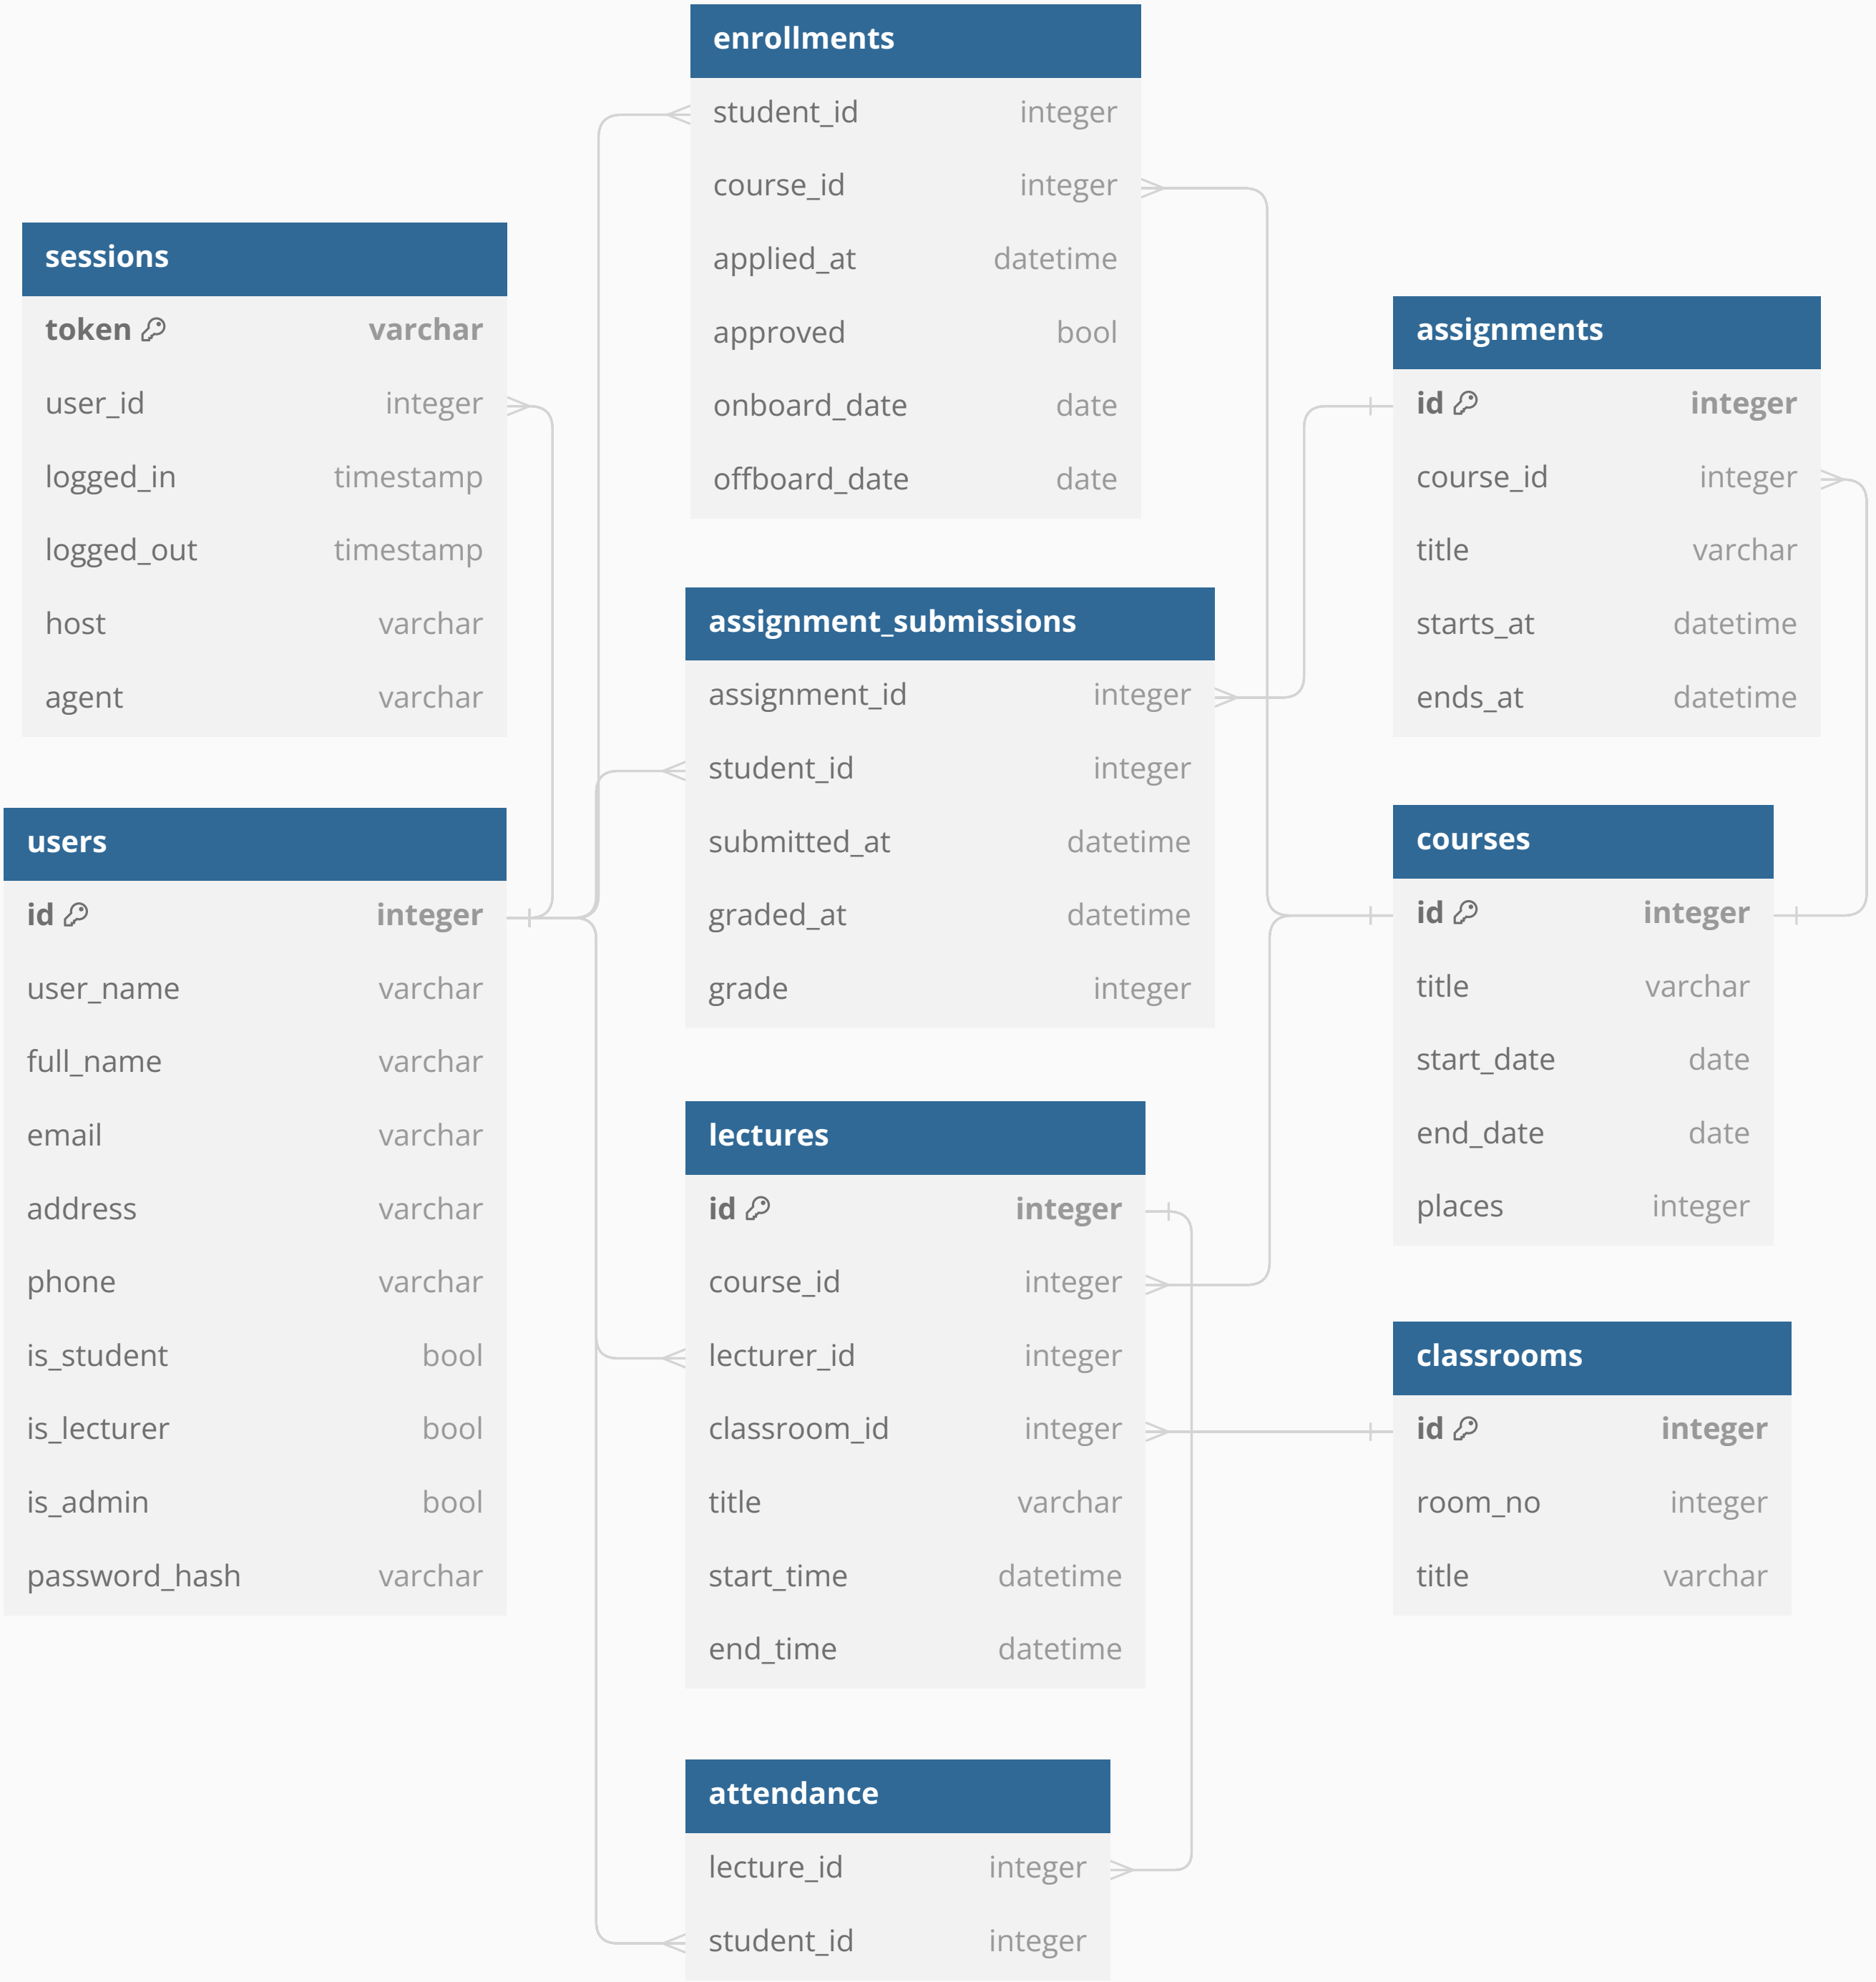 enrollments
student_id integer
course_id integer
applied_at datetime
approved bool
onboard_date date
offboard_date date
sessions
token varchar
user_id integer
logged_in timestamp
logged_out timestamp
host varchar
agent varchar
assignments
id integer
course_id integer
title varchar
starts_at datetime
ends_at datetime
assignment_submissions
assignment_id integer
student_id integer
submitted_at datetime
graded_at datetime
grade integer
users
id integer
user_name varchar
full_name varchar
email varchar
address varchar
phone varchar
is_student bool
is_lecturer bool
is_admin bool
password_hash varchar
courses
id integer
title varchar
start_date date
end_date date
places integer
lectures
id integer
course_id integer
lecturer_id integer
classroom_id integer
title varchar
start_time datetime
end_time datetime
classrooms
id integer
room_no integer
title varchar
attendance
lecture_id integer
student_id integer